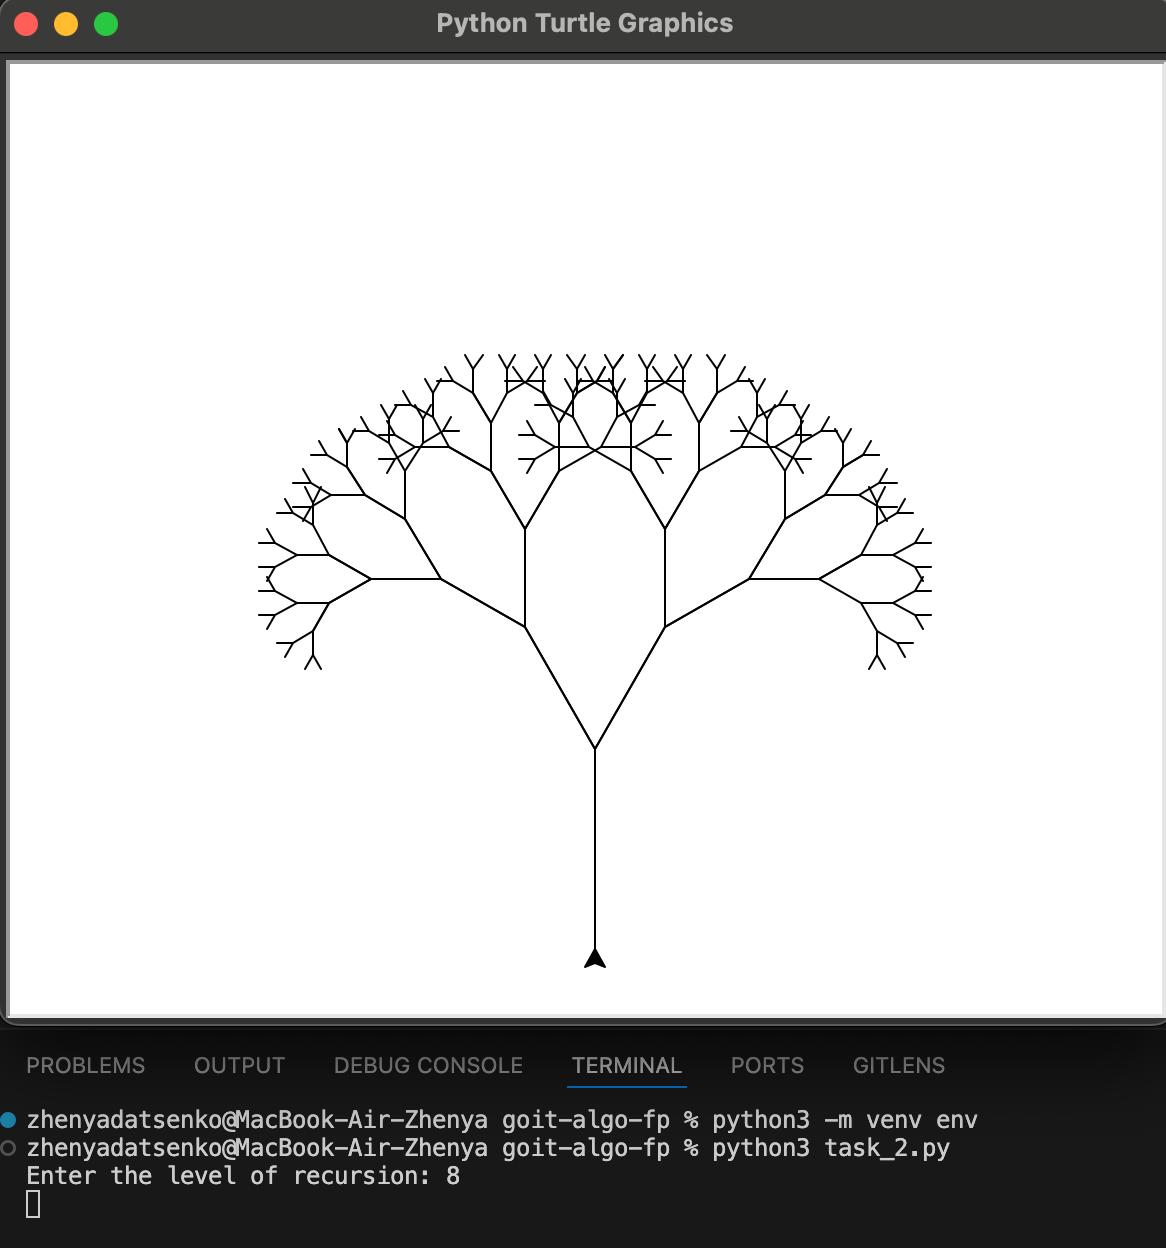 Python Turtle Graphics
PROBLEMS OUTPUT DEBUG CONSOLE TERMINAL PORTS GITLENS
zhenyadatsenko@MacBook-Air-Zhenya goit-algo-fp % python3 -m venv env
zhenyadatsenko@MacBook-Air-Zhenya goit-algo-fp % python3 task_2.py
Enter the level of recursion: 8